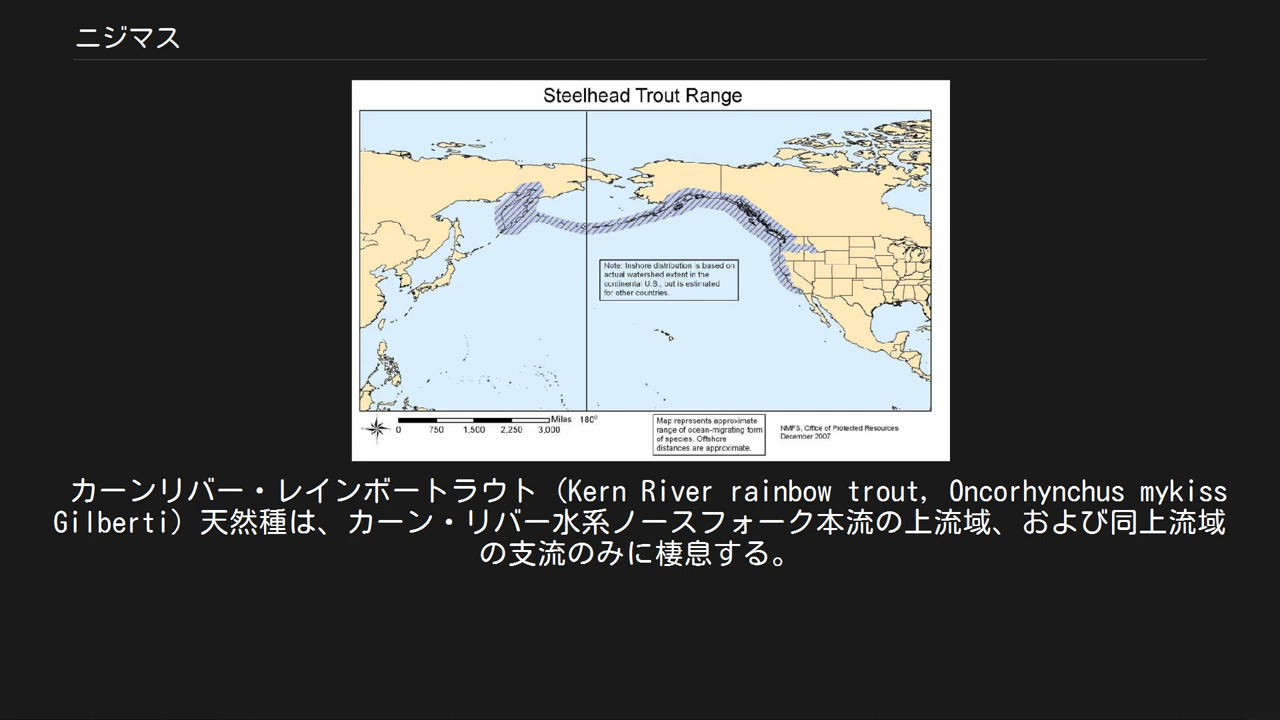 ニジマス
Steelhead Trout Range
Note: Inshore distribution is based on
actual watershed extent in the
continental U.S., but is estimated
for other countries.
Miles 180°
0 750 1,500 2,250 3,000
Map represents approximate
range of ocean-migrating form
of species. Offshore
distances are approximate.
NMFS, Office of Protected Resources
December 2007
カーンリバー・レインボートラウト（Kern River rainbow trout, Oncorhynchus mykiss
Gilberti）天然種は、カーン・リバー水系ノースフォーク本流の上流域、および同上流域
の支流のみに棲息する。